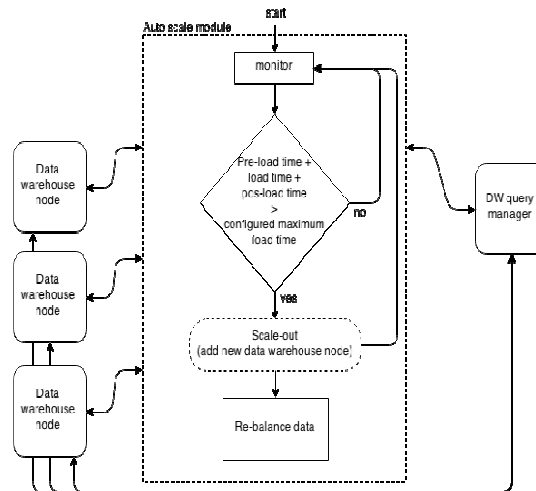 start
Auto scale module
monitor
Pre-load time +
load time +
pcs-load time
>
configured maximum
load time
no
yes
Scale-out
(add new data warehouse node)
Re-balance data
Data
warehouse
node
Data
warehouse
node
Data
warehouse
node
DW query
manager